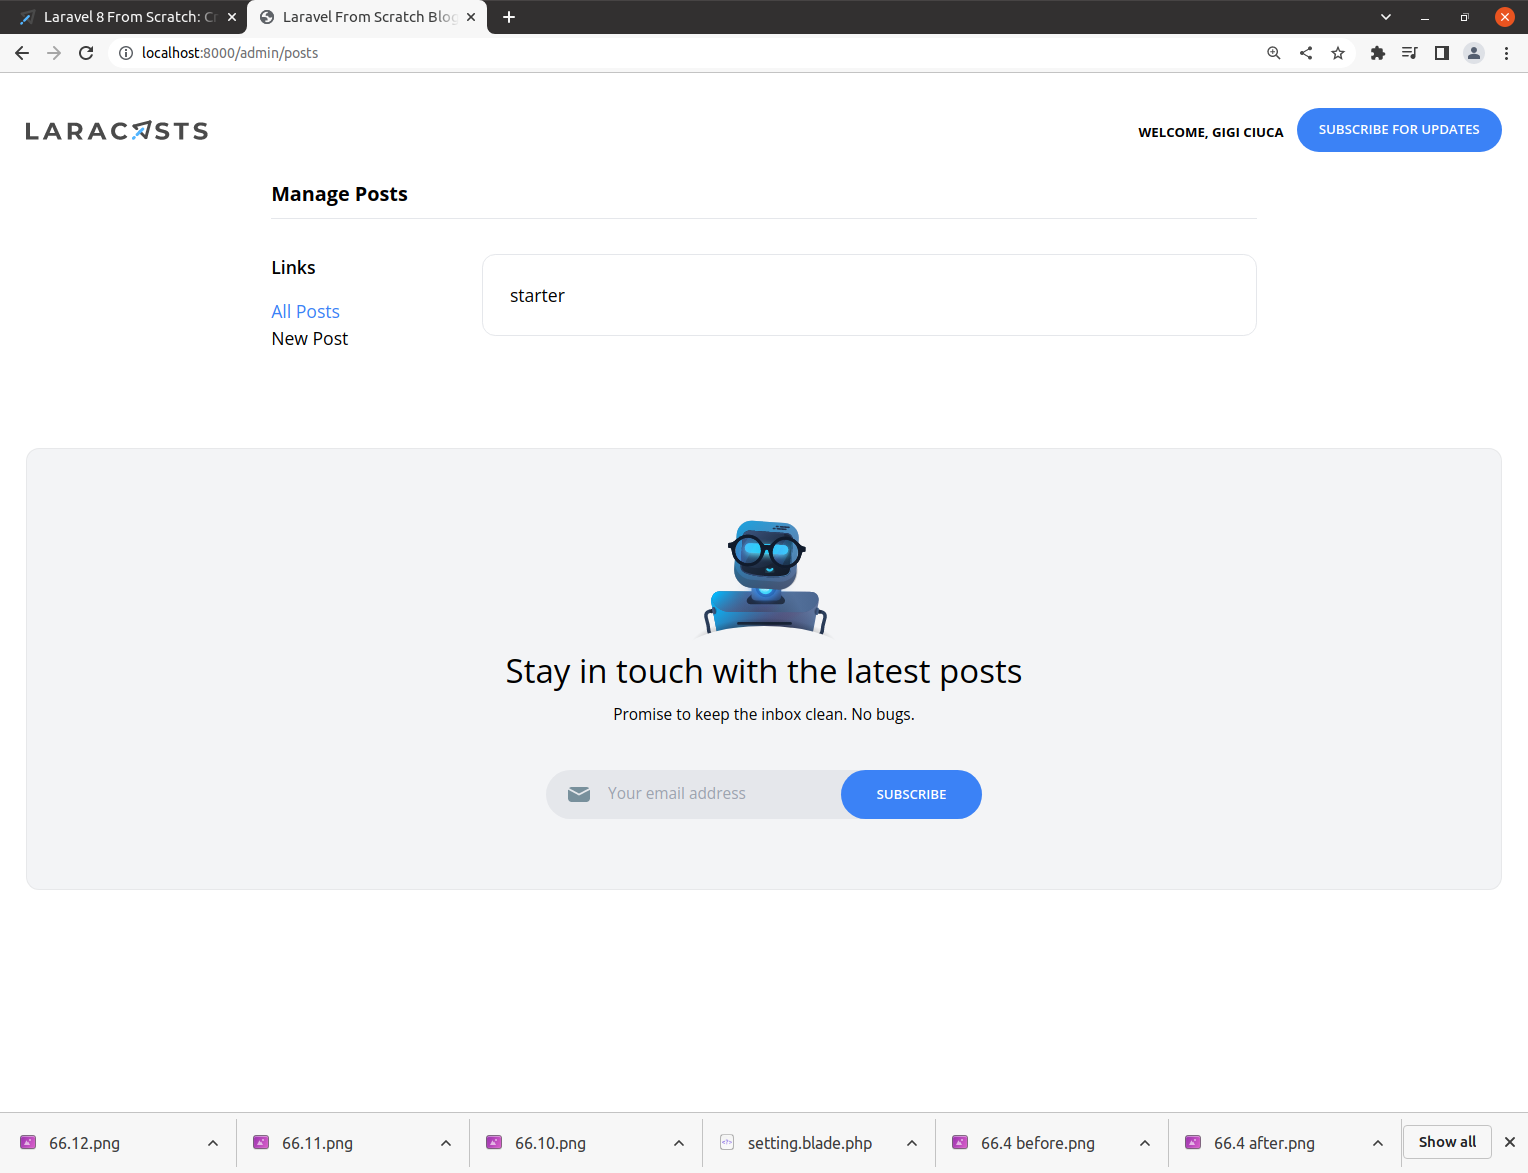 Laravel 8 From Scratch: Cr
Laravel From Scratch Blog
localhost:8000/admin/posts
LARACASTS
WELCOME, GIGI CIUCA
SUBSCRIBE FOR UPDATES
Manage Posts
Links
starter
All Posts
New Post
Stay in touch with the latest posts
Promise to keep the inbox clean. No bugs.
Your email address
SUBSCRIBE
66.12.png
66.11.png
66.10.png
setting.blade.php
66.4 before.png
66.4 after.png
Show all